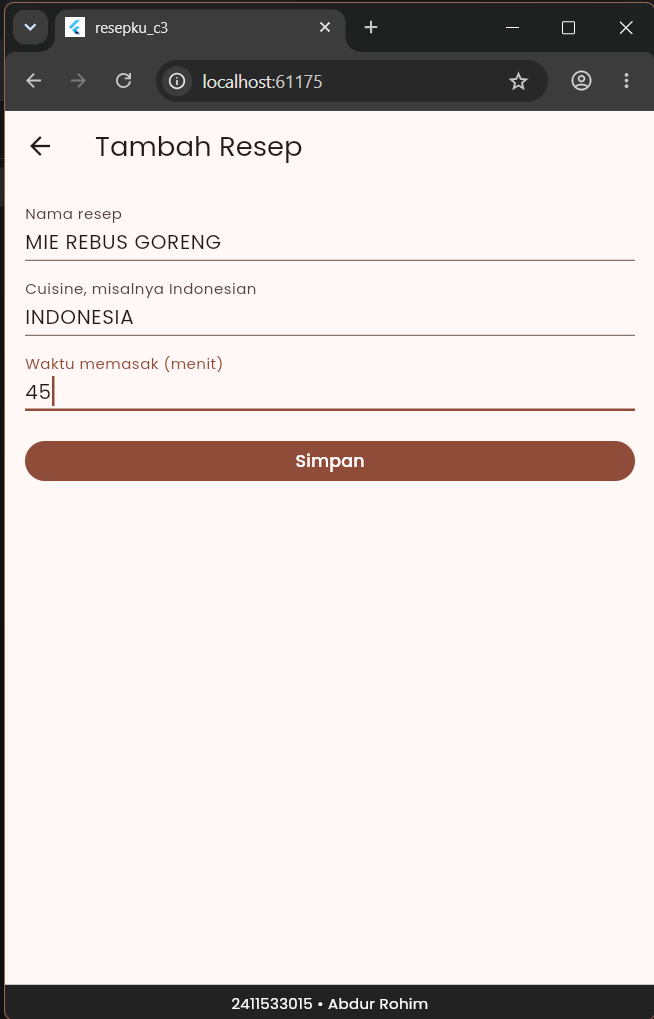 resepku_c3
localhost:61175
Tambah Resep
Nama resep
MIE REBUS GORENG
Cuisine, misalnya Indonesian
INDONESIA
Waktu memasak (menit)
45
Simpan
2411533015 • Abdur Rohim